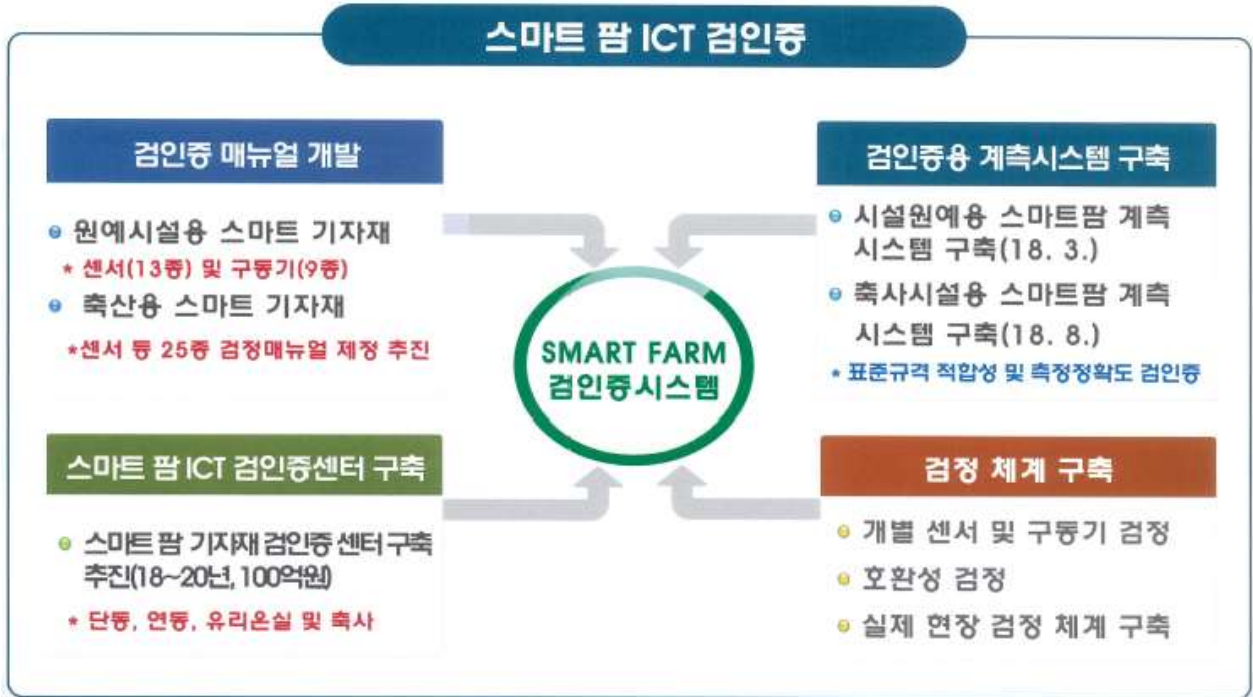 스마트 팜 ICT 검인증
검인증 매뉴얼 개발
원예시설용 스마트 기자재
* 센서(13종) 및 구동기(9종)
축산용 스마트 기자재
*센서 등 25종 검정매뉴얼 제정 추진
검인증용 계측시스템 구축
시설원예용 스마트팜 계측
시스템 구축(18. 3.)
축사시설용 스마트팜 계측
시스템 구축(18. 8.)
* 표준규격 적합성 및 측정정확도 검인증
SMART FARM
검인증시스템
스마트 팜 ICT 검인증센터 구축
스마트 팜 기자재 검인증 센터 구축
추진(18~20년, 100억원)
* 단동, 연동, 유리온실 및 축사
검정 체계 구축
개별 센서 및 구동기 검정
호환성 검정
실제 현장 검정 체계 구축